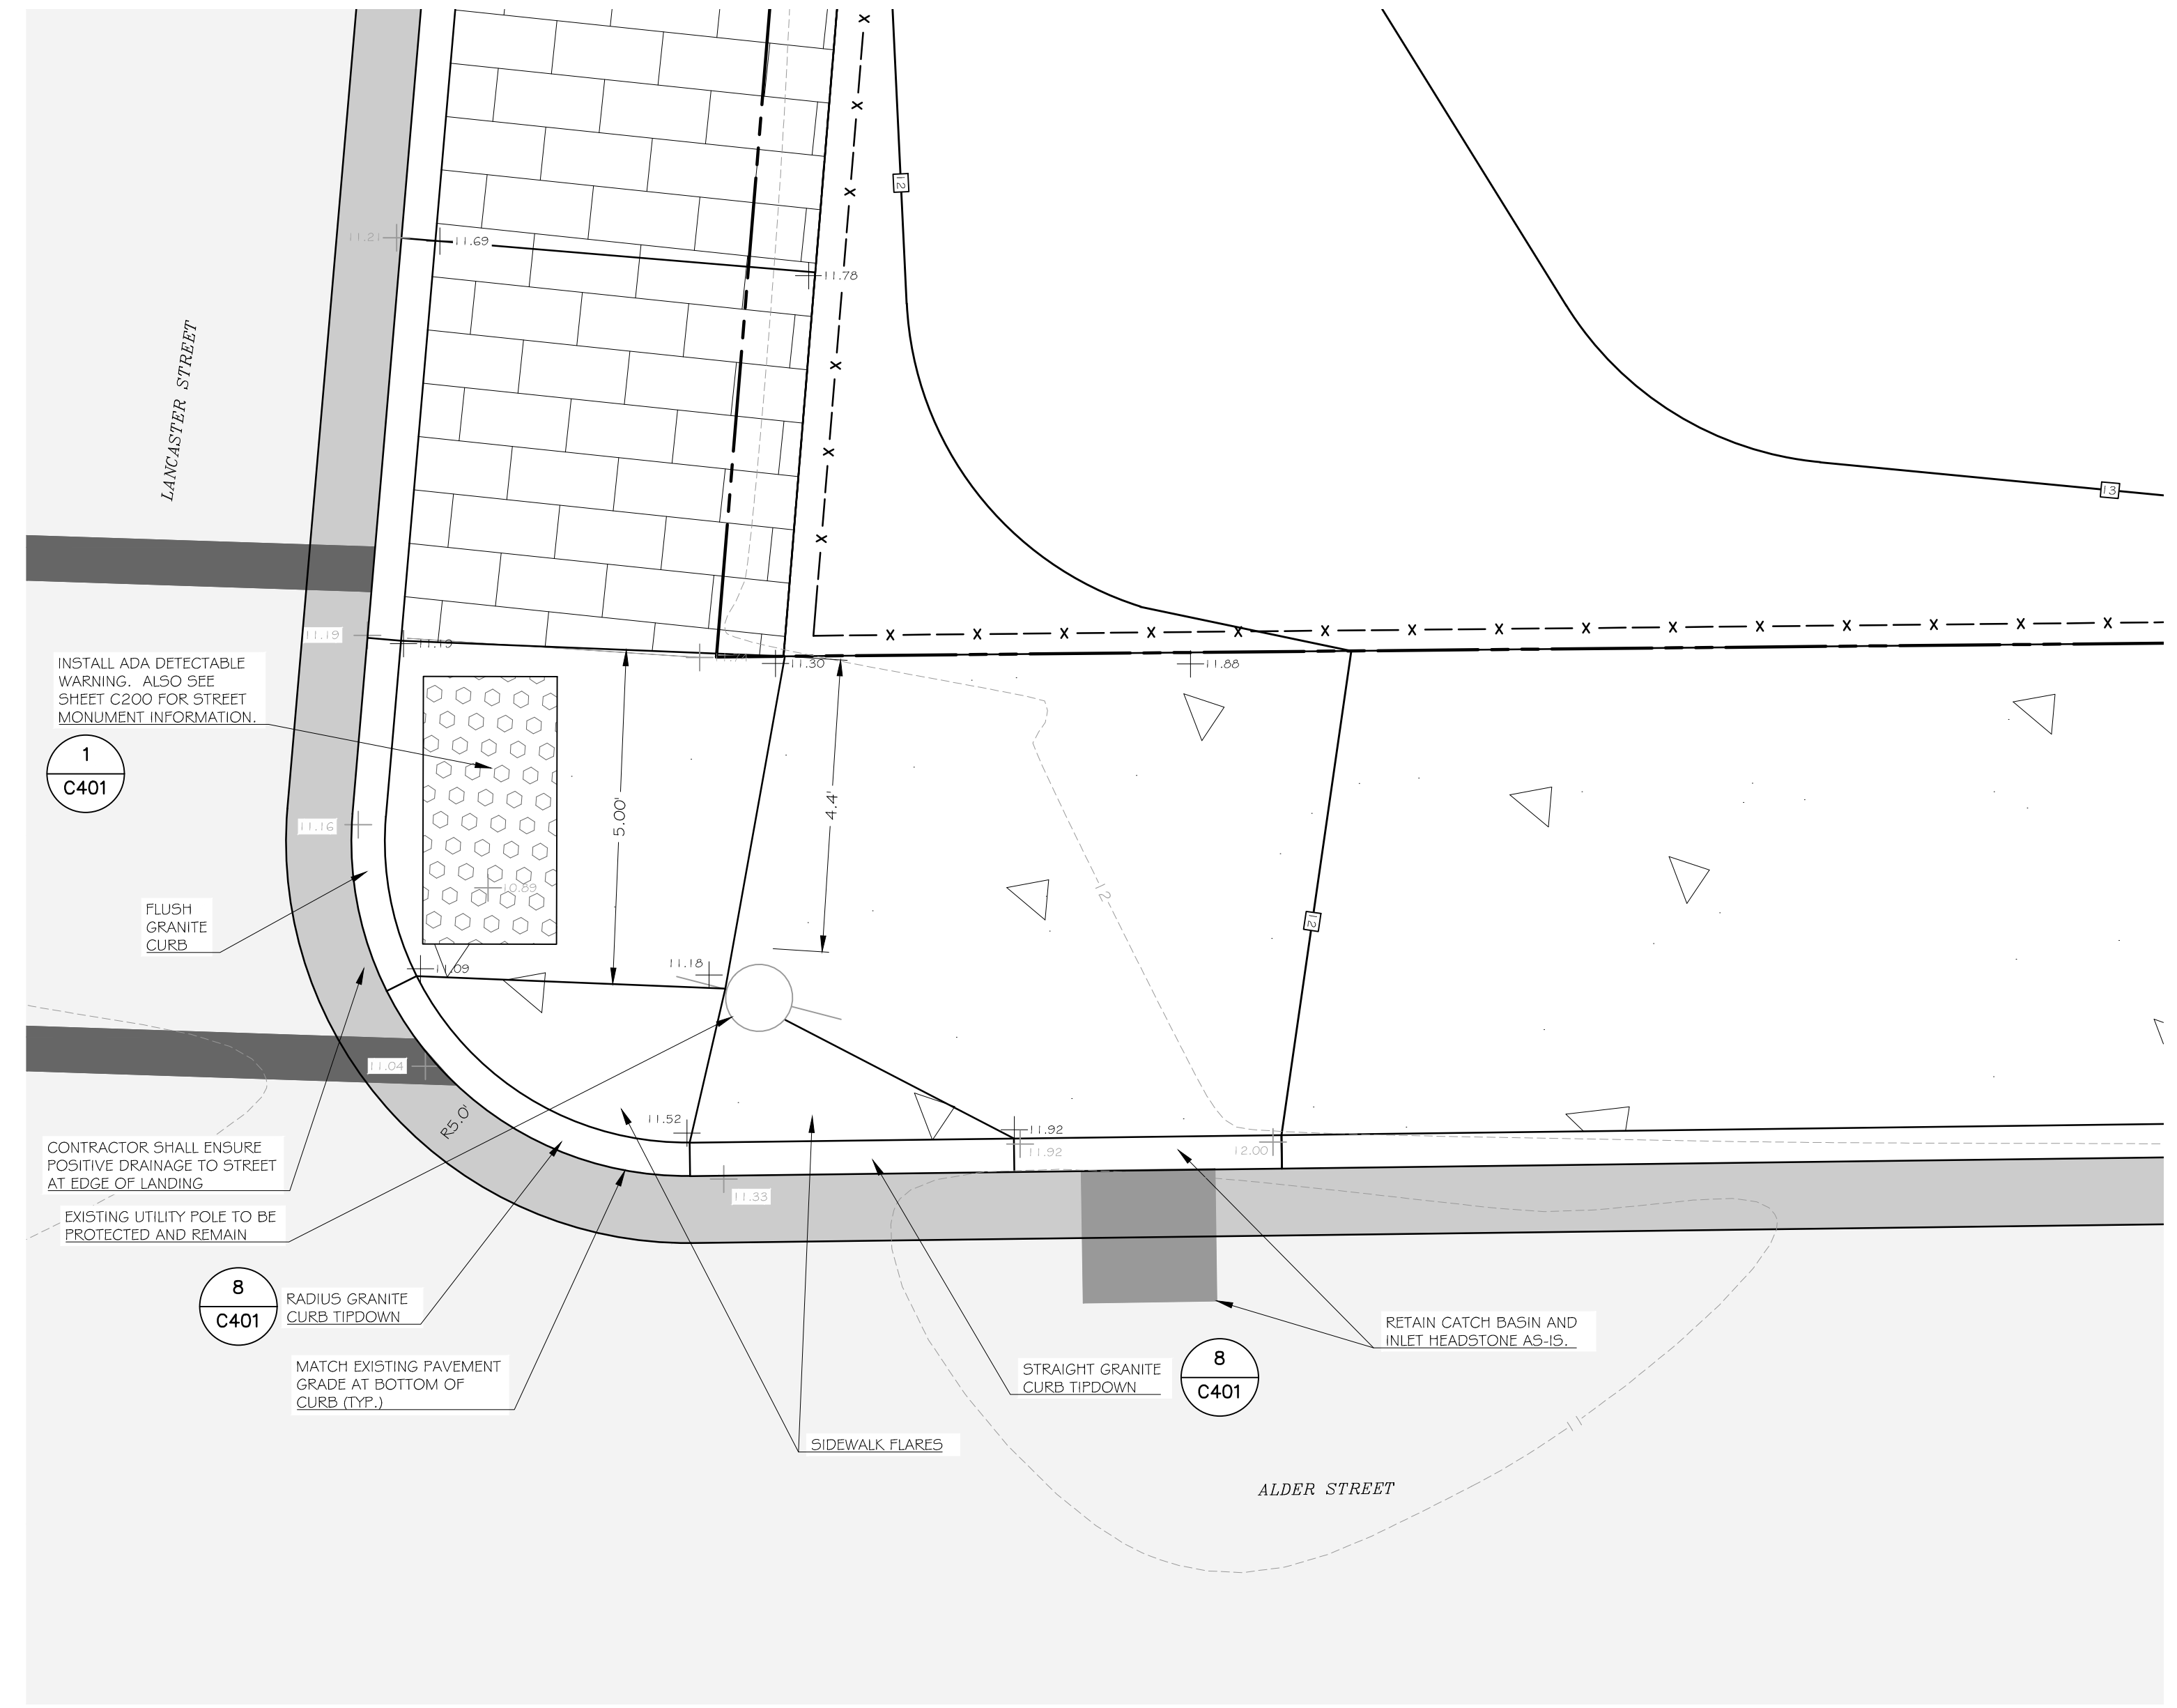 12
11.21
11.69
11.78
LANCASTER STREET
13
11.19
11.19
11.30
11.88
INSTALL ADA DETECTABLE
WARNING. ALSO SEE
SHEET C200 FOR STREET
MONUMENT INFORMATION.
1
C401
5.00'
4.4'
11.16
10.89
12
12
FLUSH
GRANITE
CURB
11.09
11.18
11.04
R5.0'
11.52
11.92
11.92
12.00
11.33
CONTRACTOR SHALL ENSURE
POSITIVE DRAINAGE TO STREET
AT EDGE OF LANDING
EXISTING UTILITY POLE TO BE
PROTECTED AND REMAIN
8
C401
RADIUS GRANITE
CURB TIPDOWN
MATCH EXISTING PAVEMENT
GRADE AT BOTTOM OF
CURB (TYP.)
SIDEWALK FLARES
STRAIGHT GRANITE
CURB TIPDOWN
8
C401
RETAIN CATCH BASIN AND
INLET HEADSTONE AS-IS.
11
ALDER STREET